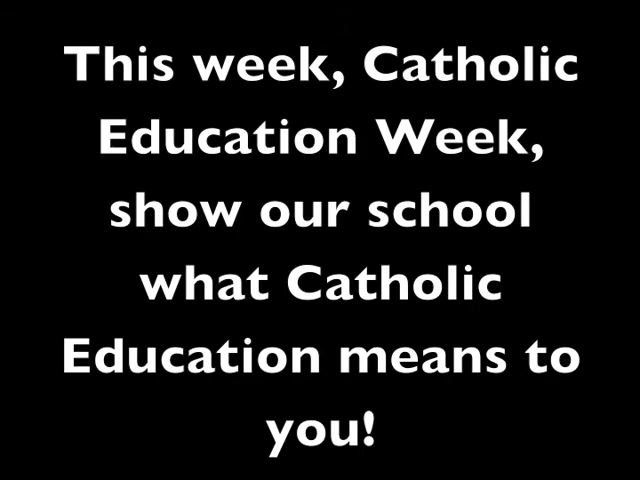 This week, Catholic
Education Week,
show our school
what Catholic
Education means to
you!